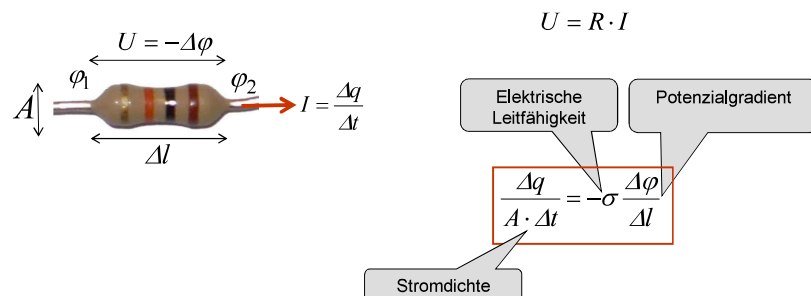 U = −Δφ
φ₁
φ₂
A
I = Δq/Δt
Δl
U = R · I
Elektrische
Leitfähigkeit
Potenzialgradient
Δq/(A · Δt) = −σ Δφ/Δl
Stromdichte